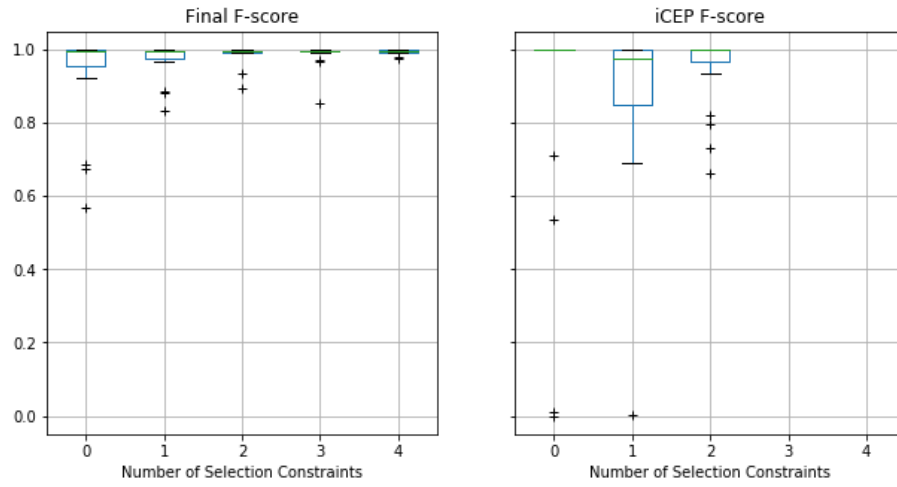 Final F-score
iCEP F-score
1.0
0.8
0.6
0.4
0.2
0.0
0 1 2 3 4
0 1 2 3 4
Number of Selection Constraints
Number of Selection Constraints